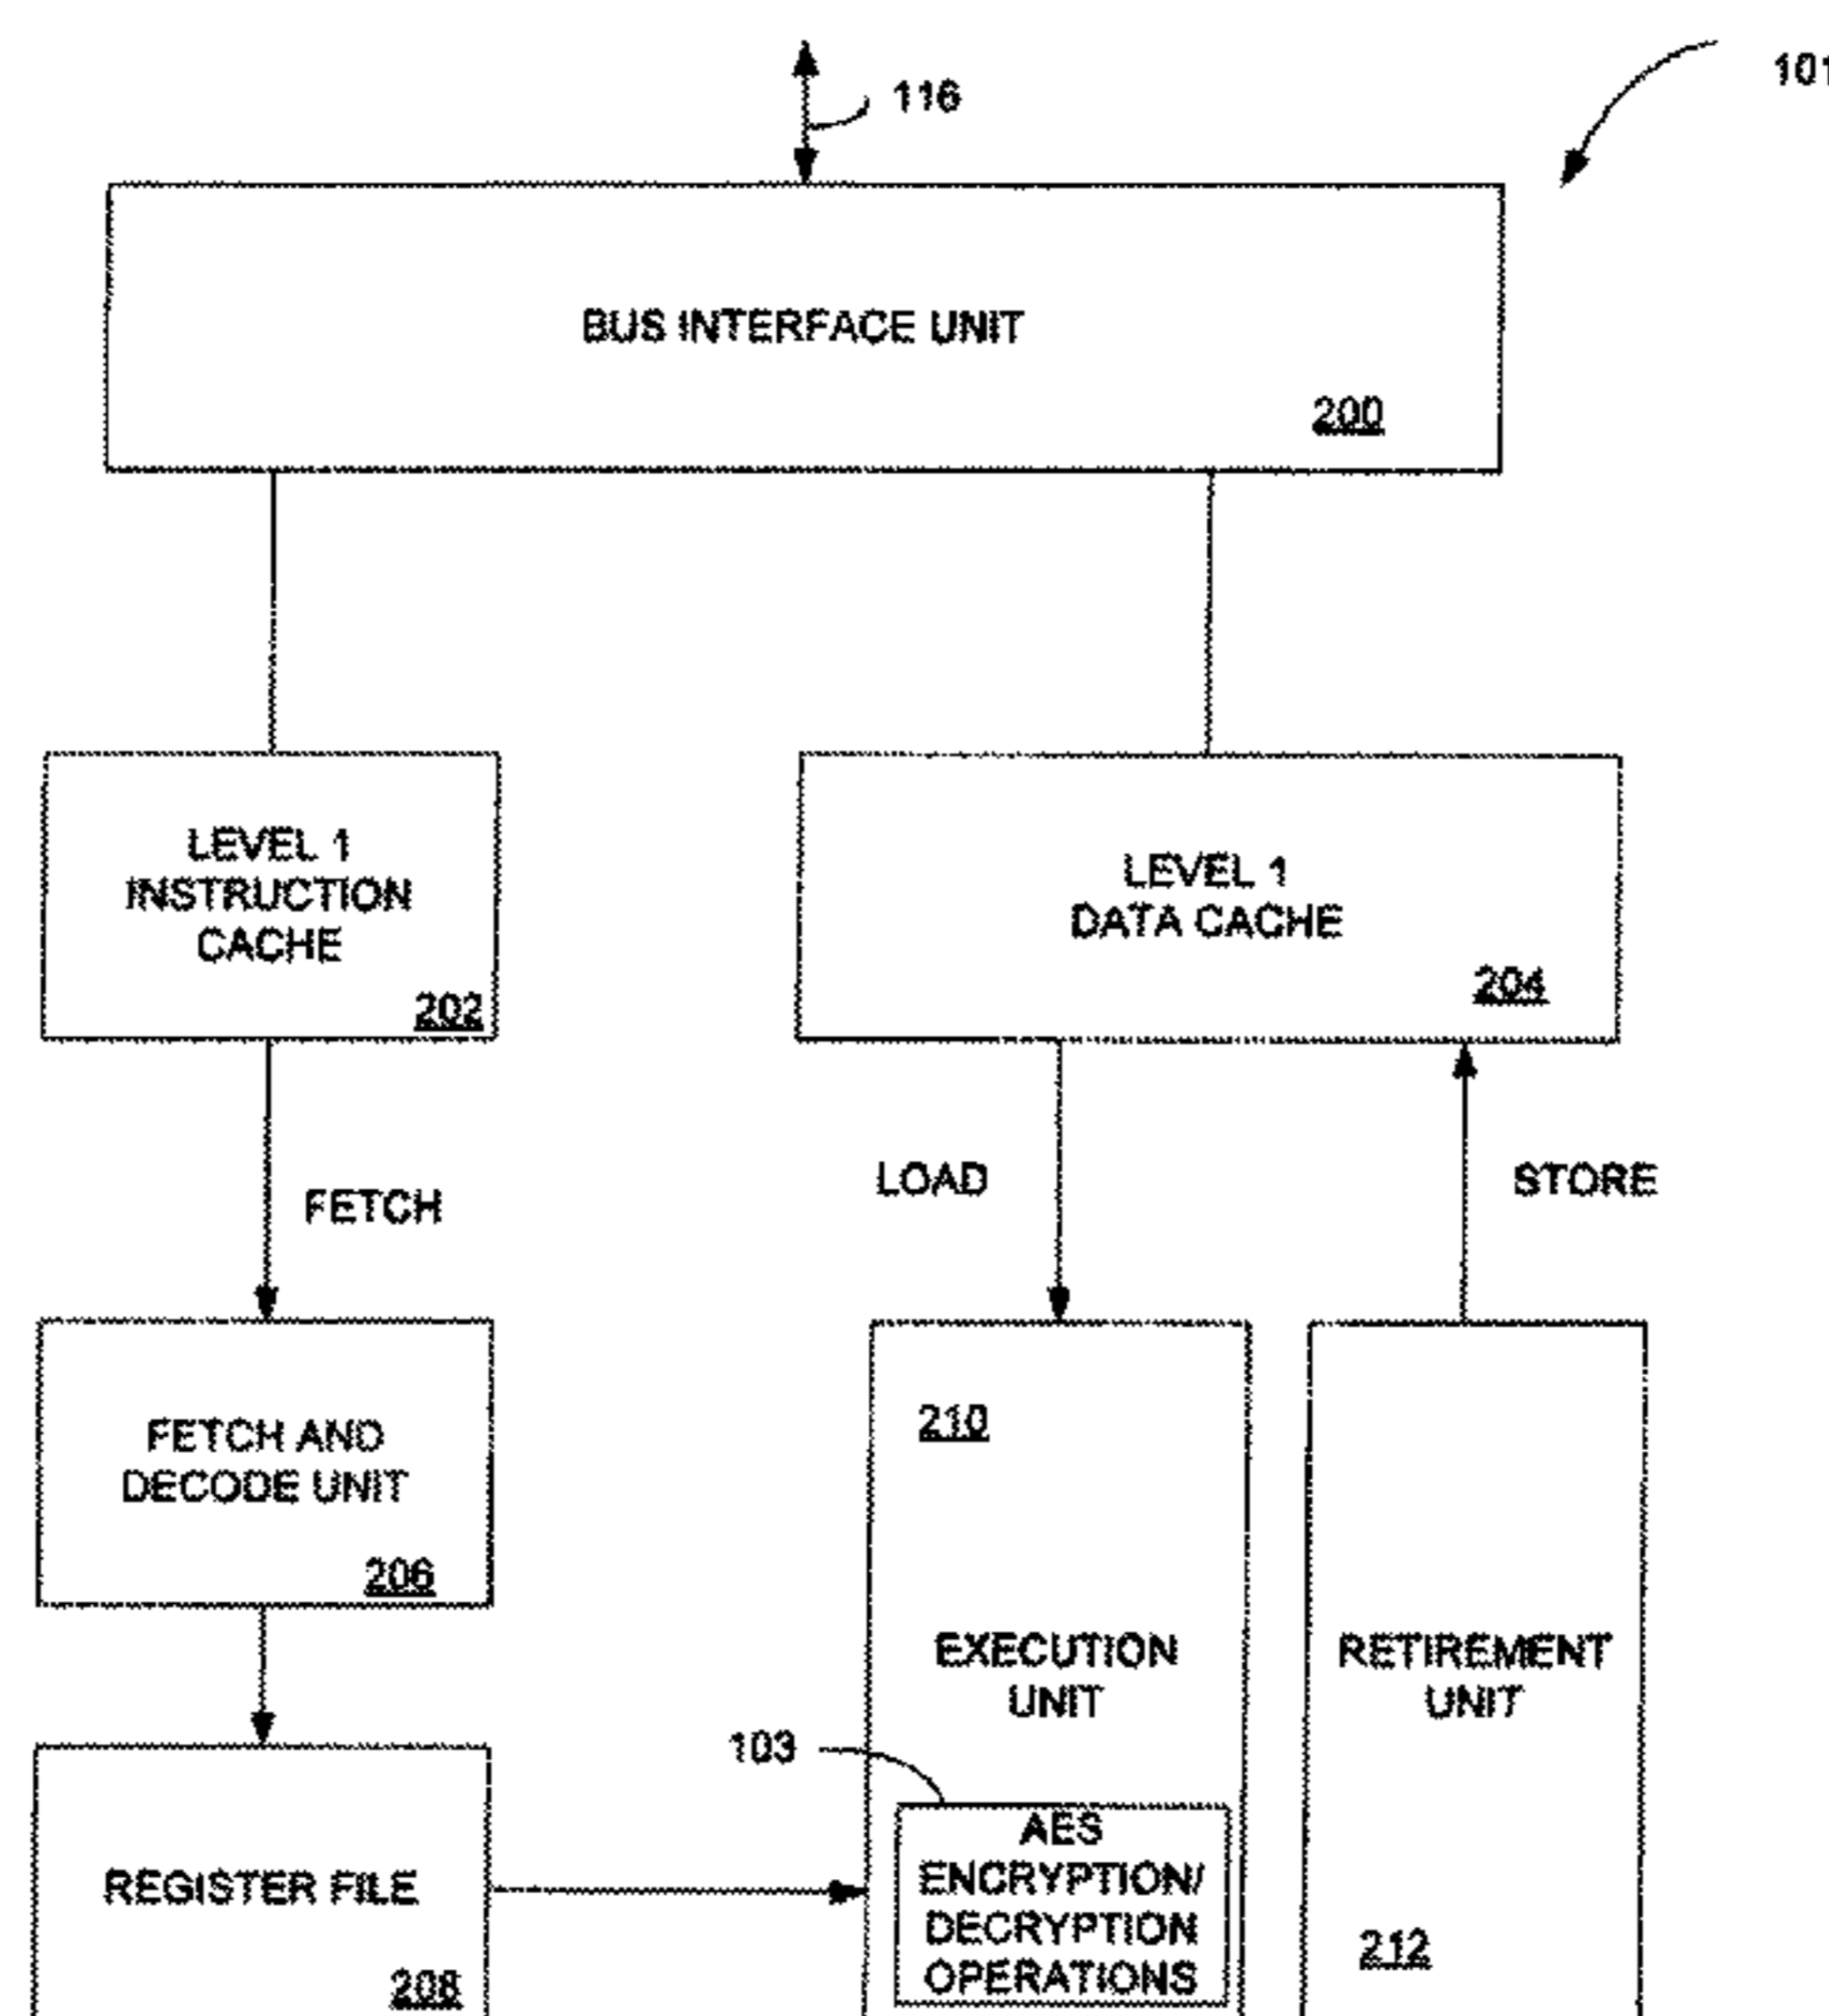 116
101
BUS INTERFACE UNIT
200
LEVEL 1
INSTRUCTION
CACHE
202
LEVEL 1
DATA CACHE
204
FETCH
LOAD
STORE
FETCH AND
DECODE UNIT
206
210
EXECUTION
UNIT
RETIREMENT
UNIT
103
REGISTER FILE
208
AES
ENCRYPTION/
DECRYPTION
OPERATIONS
212